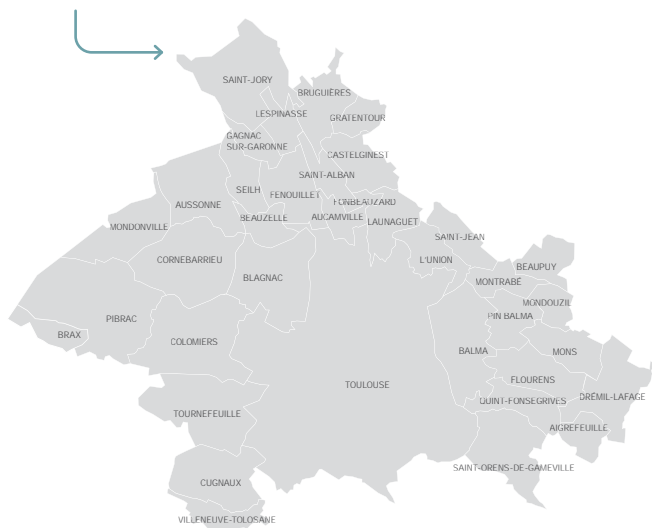 SAINT-JORY
BRUGUIÈRES
LESPINASSE
GRATENTOUR
GAGNAC
SUR-GARONNE
CASTELGINEST
SAINT-ALBAN
SEILH
FENOUILLET
FONBEAUZARD
AUSSONNE
BEAUZELLE
AUCAMVILLE
LAUNAGUET
MONDONVILLE
SAINT-JEAN
CORNEBARRIEU
L'UNION
BEAUPUY
BLAGNAC
MONTRABÉ
MONDOUZIL
PIN BALMA
PIBRAC
BRAX
COLOMIERS
BALMA
MONS
FLOURENS
TOULOUSE
DRÉMIL-LAFAGE
QUINT-FONSEGRIVES
TOURNEFEUILLE
AIGREFEUILLE
SAINT-ORENS-DE-GAMEVILLE
CUGNAUX
VILLENEUVE-TOLOSANE